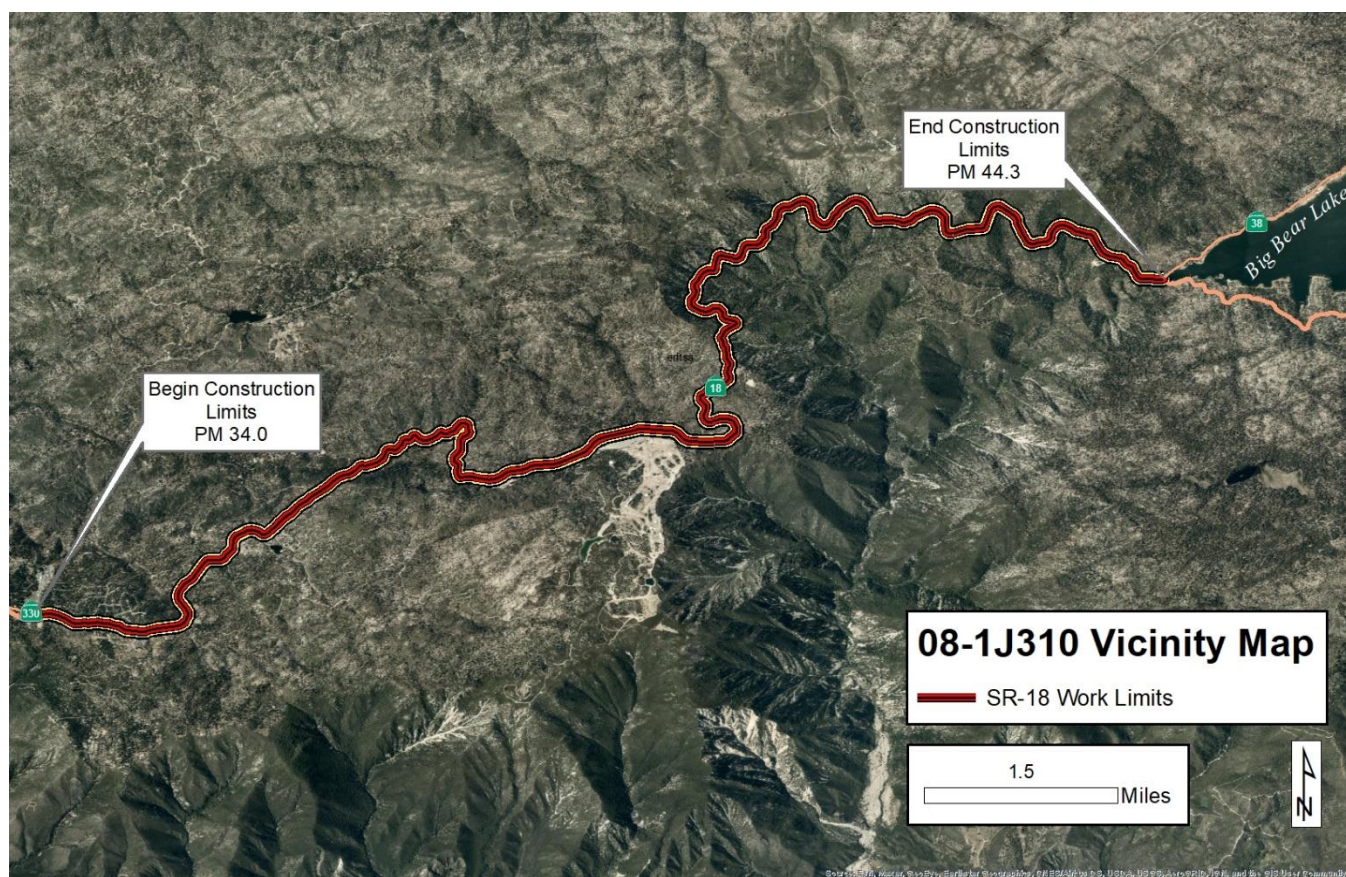 End Construction
Limits
PM 44.3
38
Big Bear Lake
18
Begin Construction
Limits
PM 34.0
330
08-1J310 Vicinity Map
SR-18 Work Limits
1.5
Miles
N